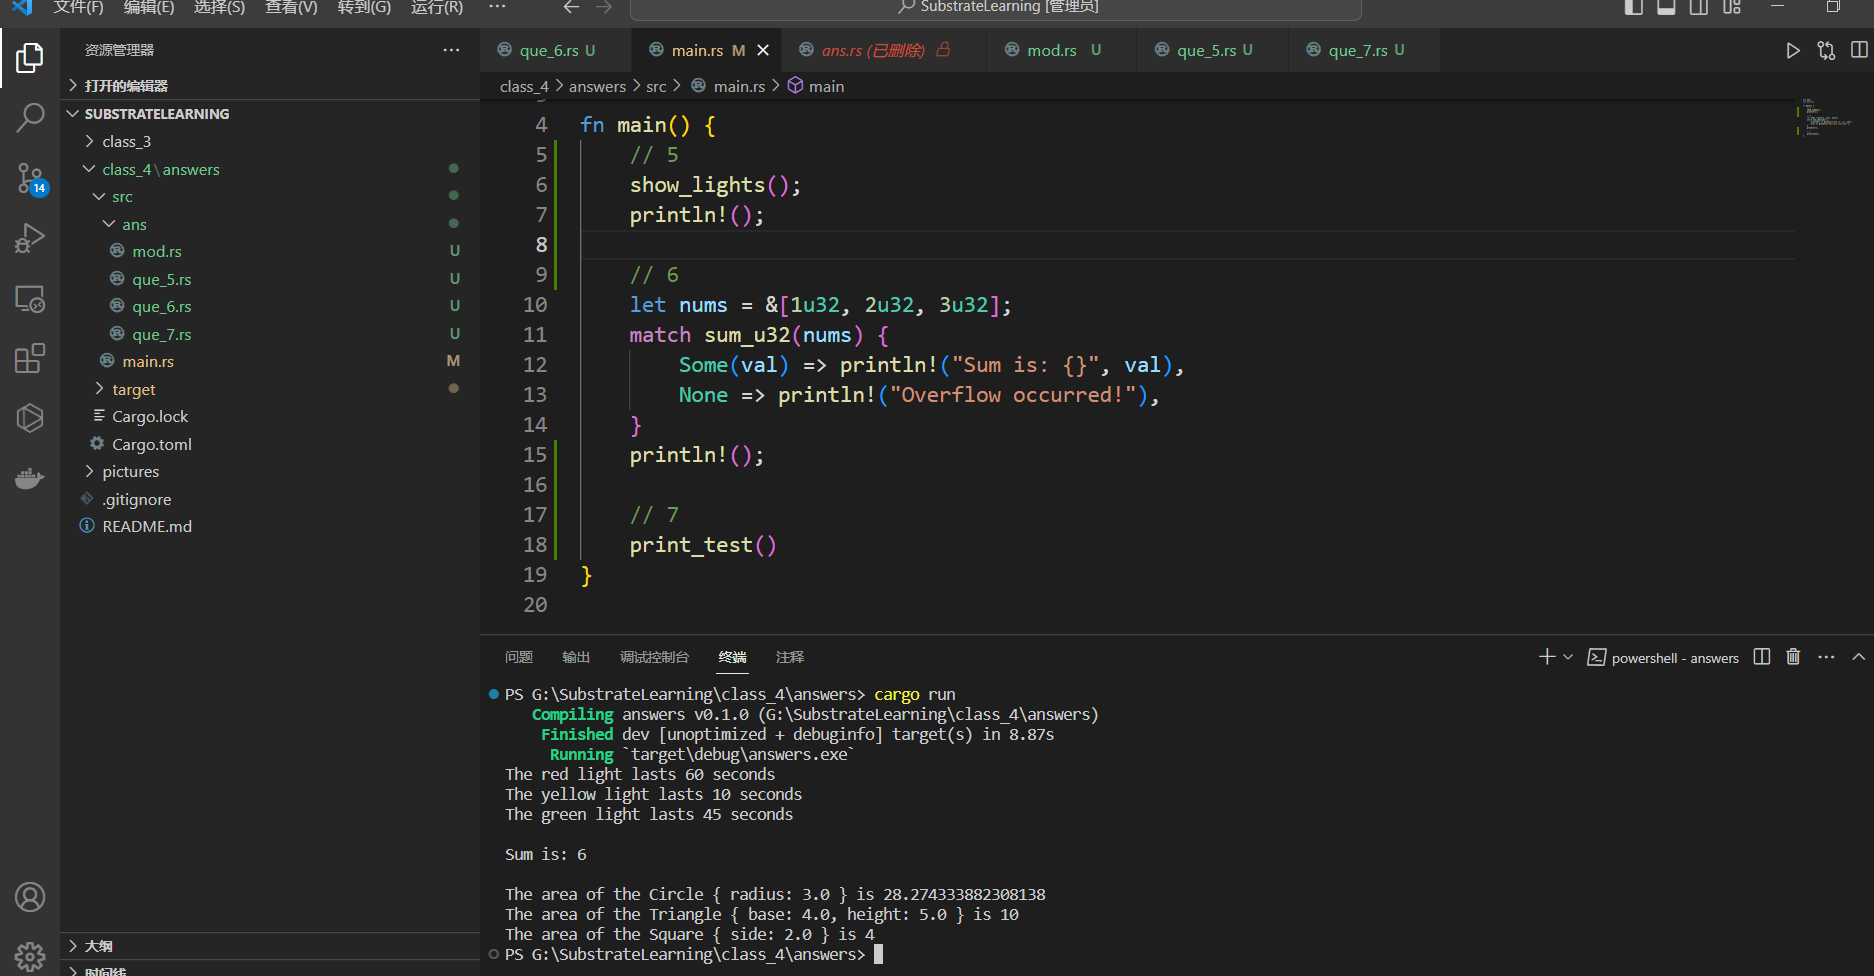 文件(F) 编辑(E) 选择(S) 查看(V) 转到(G) 运行(R) ··· SubstrateLearning [管理员]
资源管理器 ···
打开的编辑器
SUBSTRATELEARNING
class_3
class_4\answers
src
ans
mod.rs U
que_5.rs U
que_6.rs U
que_7.rs U
main.rs M
target
Cargo.lock
Cargo.toml
pictures
.gitignore
README.md
大纲
时间线
14
que_6.rs U main.rs M ans.rs (已删除) mod.rs U que_5.rs U que_7.rs U
class_4 > answers > src > main.rs > main
4 fn main() {
5 // 5
6 show_lights();
7 println!();
8
9 // 6
10 let nums = &[1u32, 2u32, 3u32];
11 match sum_u32(nums) {
12 Some(val) => println!("Sum is: {}", val),
13 None => println!("Overflow occurred!"),
14 }
15 println!();
16
17 // 7
18 print_test()
19 }
20
问题 输出 调试控制台 终端 注释 powershell - answers ···
PS G:\SubstrateLearning\class_4\answers> cargo run
Compiling answers v0.1.0 (G:\SubstrateLearning\class_4\answers)
Finished dev [unoptimized + debuginfo] target(s) in 8.87s
Running `target\debug\answers.exe`
The red light lasts 60 seconds
The yellow light lasts 10 seconds
The green light lasts 45 seconds
Sum is: 6
The area of the Circle { radius: 3.0 } is 28.274333882308138
The area of the Triangle { base: 4.0, height: 5.0 } is 10
The area of the Square { side: 2.0 } is 4
PS G:\SubstrateLearning\class_4\answers>